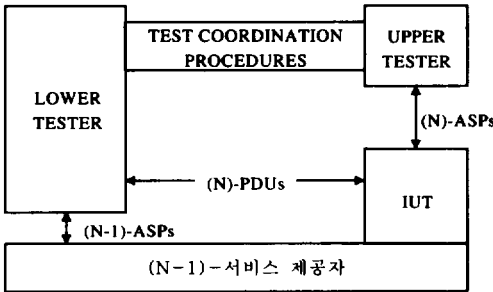 TEST COORDINATION
PROCEDURES
UPPER
TESTER
LOWER
TESTER
(N)-ASPs
(N)-PDUs
IUT
(N-1)-ASPs
(N-1)-서비스 제공자